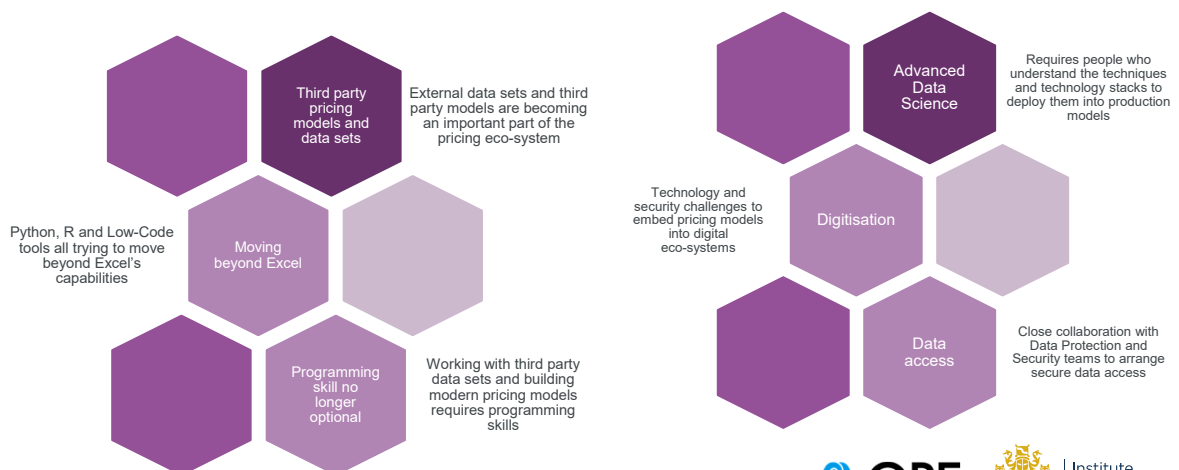 Third party
pricing
models and
data sets
External data sets and third
party models are becoming
an important part of the
pricing eco-system
Python, R and Low-Code
tools all trying to move
beyond Excel's
capabilities
Moving
beyond Excel
Programming
skill no
longer
optional
Working with third party
data sets and building
modern pricing models
requires programming
skills
Advanced
Data
Science
Requires people who
understand the techniques
and technology stacks to
deploy them into production
models
Technology and
security challenges to
embed pricing models
into digital
eco-systems
Digitisation
Data
access
Close collaboration with
Data Protection and
Security teams to arrange
secure data access
Institute